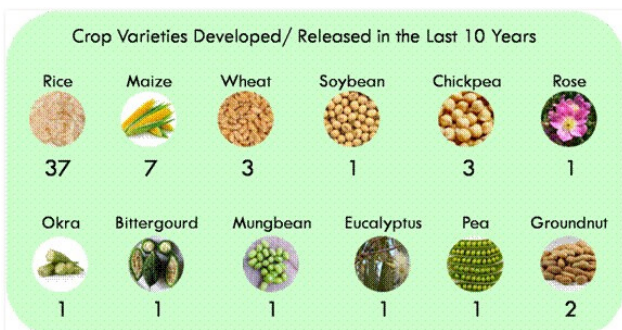 Crop Varieties Developed/ Released in the Last 10 Years
Rice Maize Wheat Soybean Chickpea Rose
37 7 3 1 3 1
Okra Bittergourd Mungbean Eucalyptus Pea Groundnut
1 1 1 1 1 2